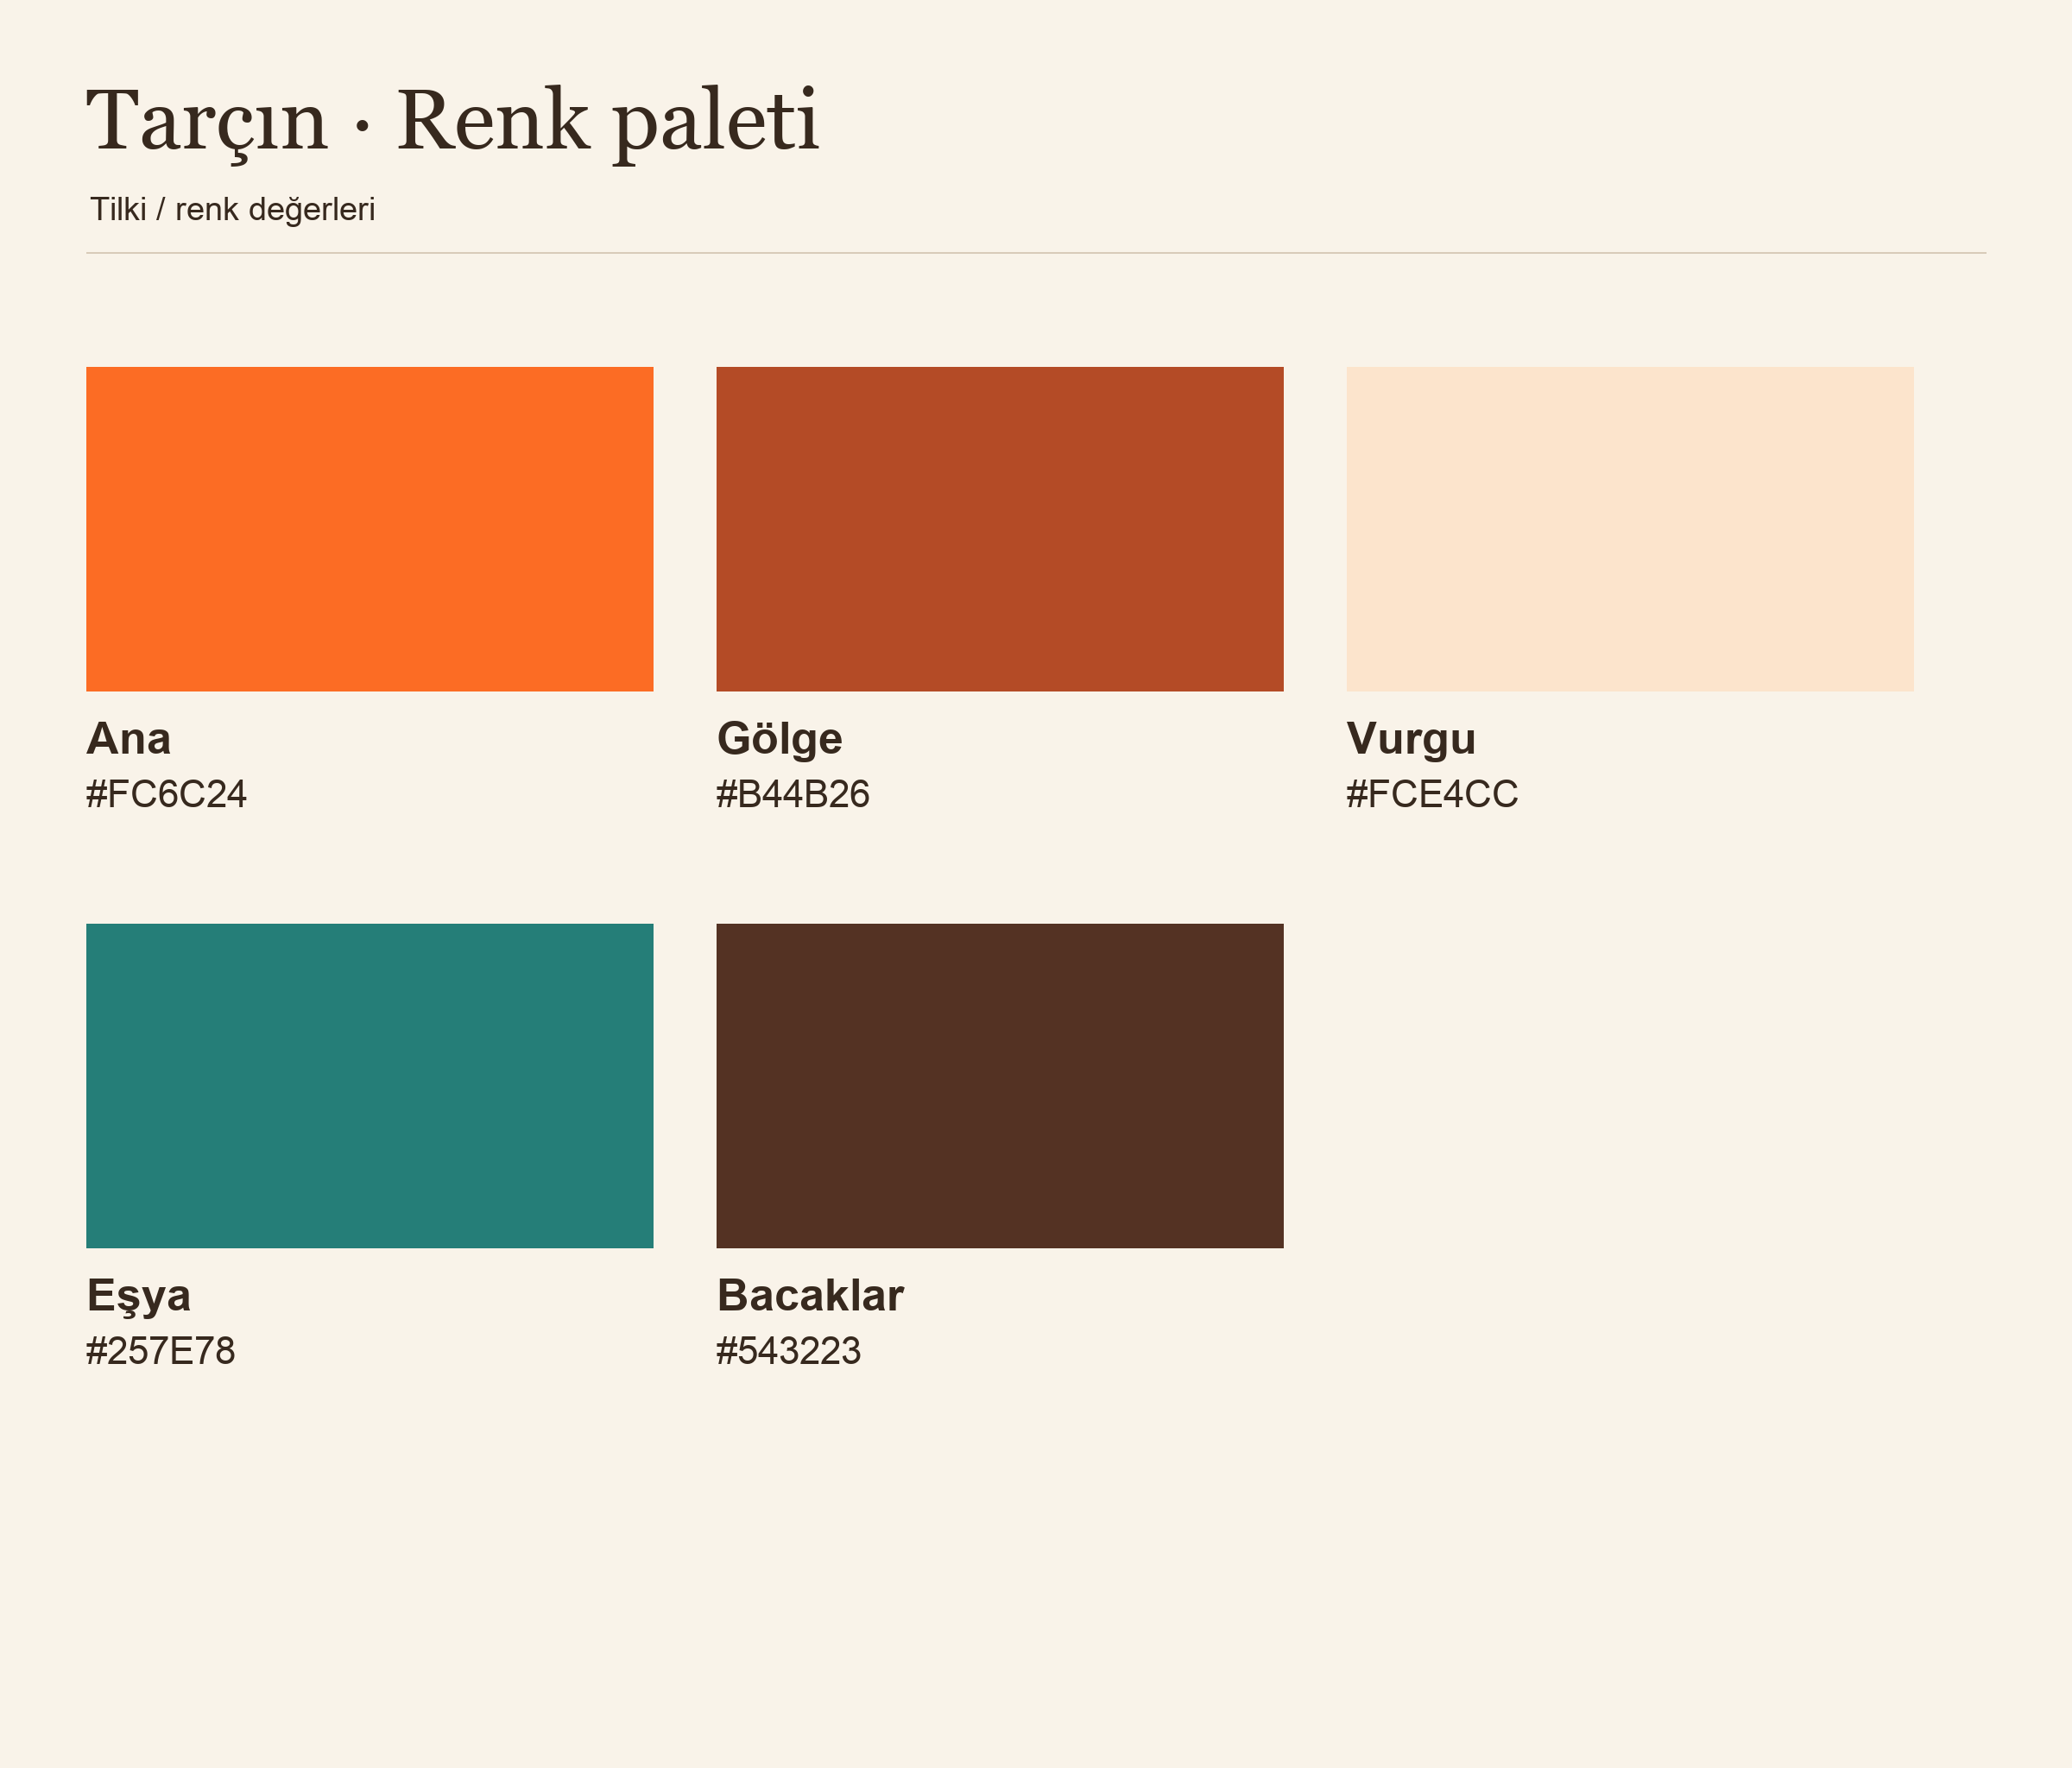 Tarçın · Renk paleti
Tilki / renk değerleri
Ana
#FC6C24
Gölge
#B44B26
Vurgu
#FCE4CC
Eşya
#257E78
Bacaklar
#543223